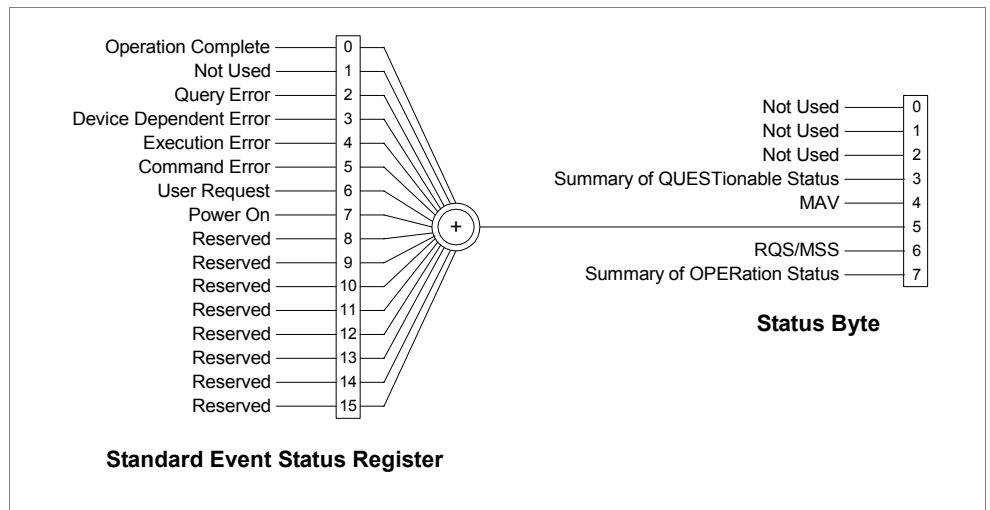 Operation Complete 0
Not Used 1
Query Error 2
Device Dependent Error 3
Execution Error 4
Command Error 5
User Request 6
Power On 7
Reserved 8
Reserved 9
Reserved 10
Reserved 11
Reserved 12
Reserved 13
Reserved 14
Reserved 15
Standard Event Status Register
+
Not Used 0
Not Used 1
Not Used 2
Summary of QUEStionable Status 3
MAV 4
5
RQS/MSS 6
Summary of OPERation Status 7
Status Byte